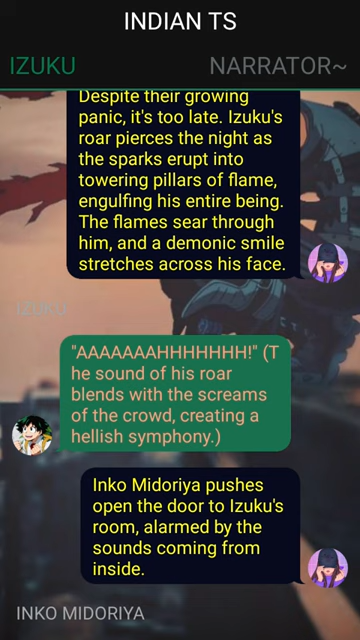 INDIAN TS
IZUKU NARRATOR~
Despite their growing
panic, it's too late. Izuku's
roar pierces the night as
the sparks erupt into
towering pillars of flame,
engulfing his entire being.
The flames sear through
him, and a demonic smile
stretches across his face.
IZUKU
"AAAAAAAHHHHHHH!" (T
he sound of his roar
blends with the screams
of the crowd, creating a
hellish symphony.)
Inko Midoriya pushes
open the door to Izuku's
room, alarmed by the
sounds coming from
inside.
INKO MIDORIYA